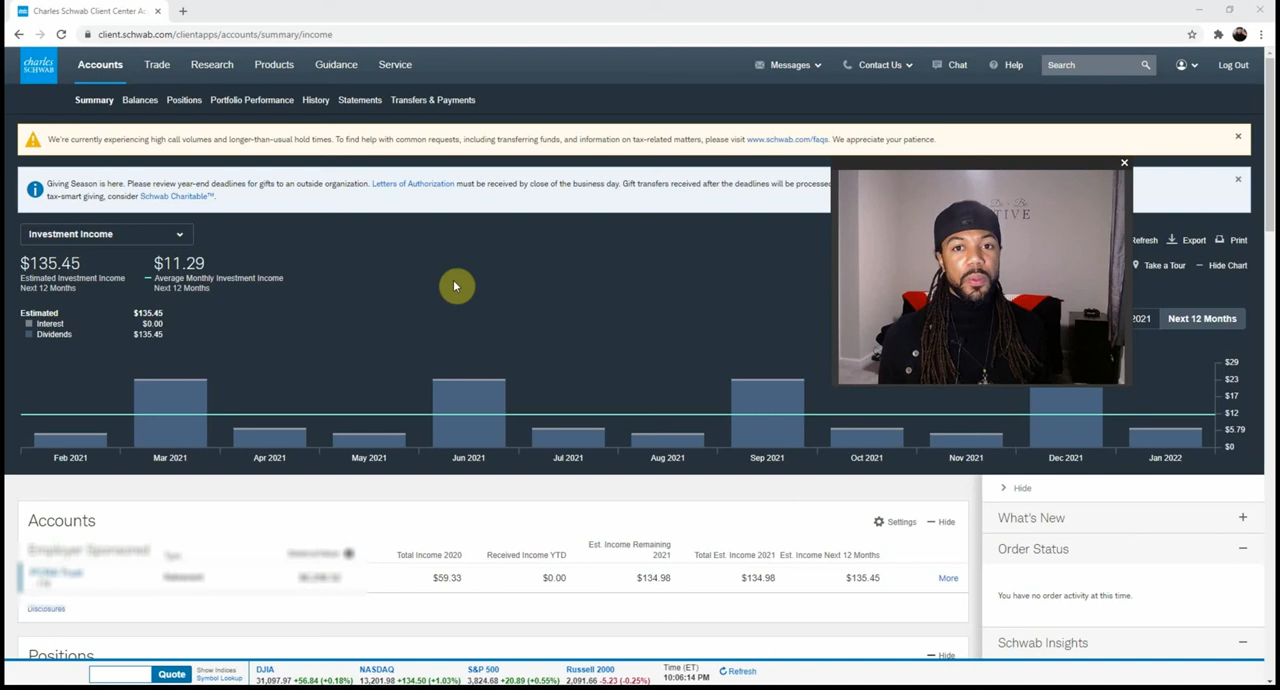 Charles Schwab Client Center Ac
client.schwab.com/clientapps/accounts/summary/income
charles SCHWAB
Accounts Trade Research Products Guidance Service
Messages Contact Us Chat Help Search Log Out
Summary Balances Positions Portfolio Performance History Statements Transfers & Payments
We're currently experiencing high call volumes and longer-than-usual hold times. To find help with common requests, including transferring funds, and information on tax-related matters, please visit www.schwab.com/faqs. We appreciate your patience.
Giving Season is here. Please review year-end deadlines for gifts to an outside organization. Letters of Authorization must be received by close of the business day. Gift transfers received after the deadlines will be processed
tax-smart giving, consider Schwab Charitable™.
Investment Income
Refresh Export Print
$135.45 $11.29
Take a Tour Hide Chart
Estimated Investment Income Average Monthly Investment Income
Next 12 Months Next 12 Months
Estimated $135.45
Interest $0.00
Dividends $135.45
2021 Next 12 Months
$29
$23
$17
$12
$5.79
$0
Feb 2021 Mar 2021 Apr 2021 May 2021 Jun 2021 Jul 2021 Aug 2021 Sep 2021 Oct 2021 Nov 2021 Dec 2021 Jan 2022
Hide
Accounts
Settings Hide
What's New
Order Status
Total Income 2020 Received Income YTD Est. Income Remaining 2021 Total Est. Income 2021 Est. Income Next 12 Months
$59.33 $0.00 $134.98 $134.98 $135.45 More
You have no order activity at this time.
Disclosures
Schwab Insights
Positions Hide
Quote
Show Indices
Symbol Lookup
DJIA NASDAQ S&P 500 Russell 2000 Time (ET) Refresh
31,097.97 +56.84 (+0.18%) 13,201.98 +134.50 (+1.03%) 3,824.68 +20.89 (+0.55%) 2,091.66 -5.23 (-0.25%) 10:06:14 PM